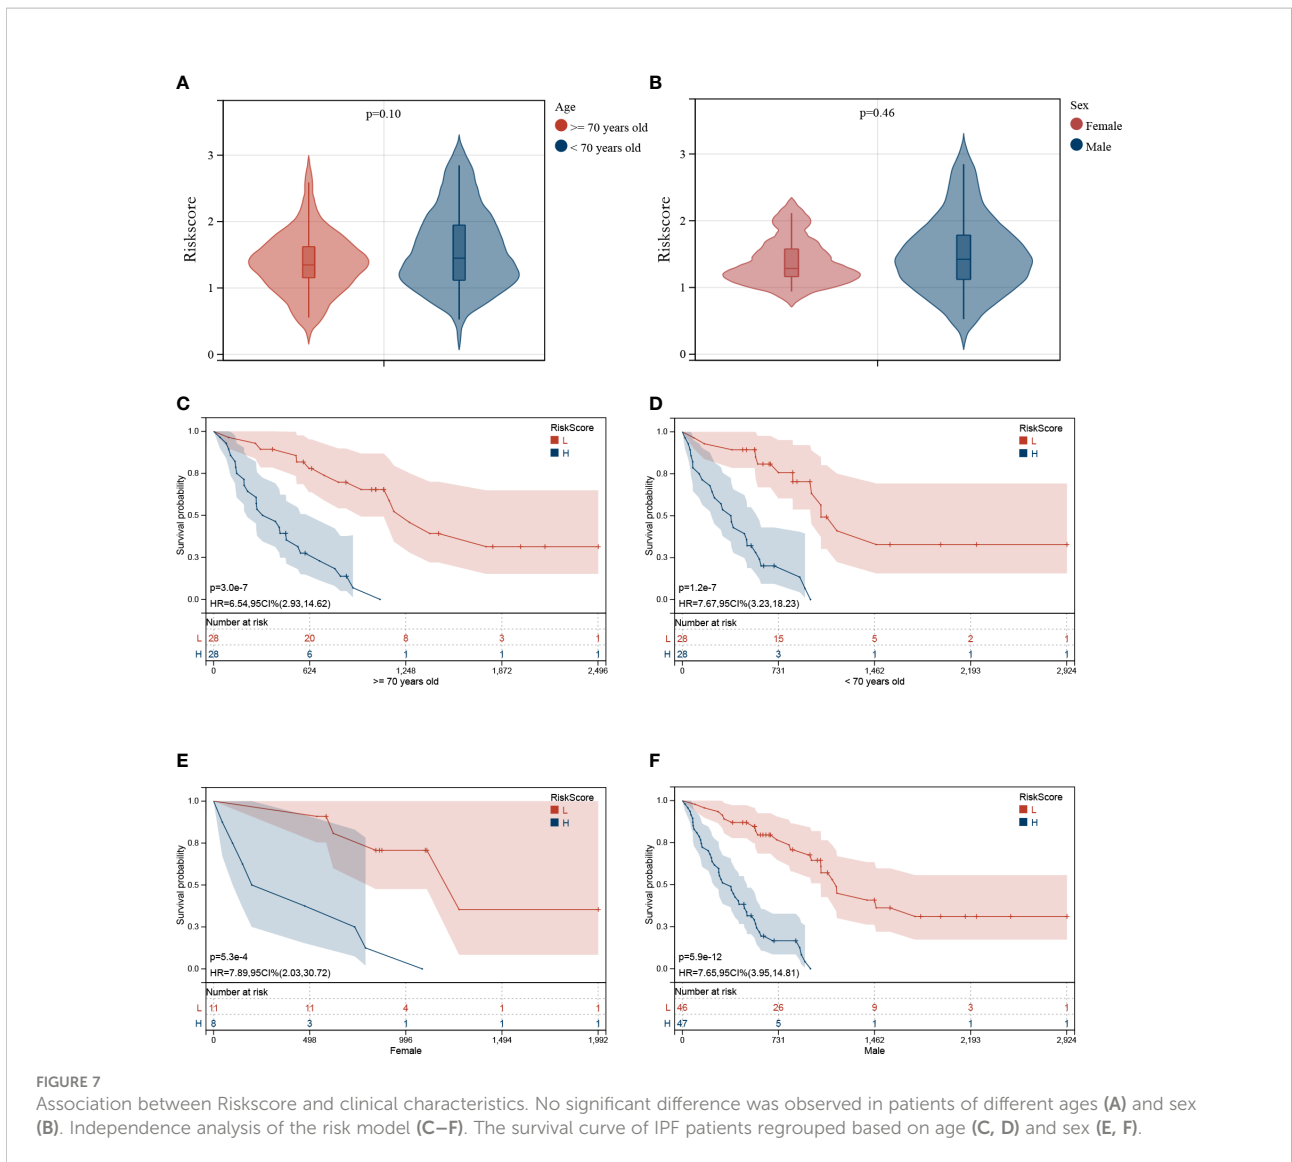 A
p=0.10
Riskscore
3
2
1
0
Age
>= 70 years old
< 70 years old
B
p=0.46
Riskscore
3
2
1
0
Sex
Female
Male
C
Survival probability
1.0
0.8
0.5
0.3
0.0
RiskScore
L
H
p=3.0e-7
HR=6.54,95CI%(2.93,14.62)
Number at risk
L 28 20 8 3 1
H 28 6 1 1 1
0 624 1,248 1,872 2,496
>= 70 years old
D
Survival probability
1.0
0.8
0.5
0.3
0.0
RiskScore
L
H
p=1.2e-7
HR=7.67,95CI%(3.23,18.23)
Number at risk
L 28 15 5 2 1
H 28 3 1 1 1
0 731 1,462 2,193 2,924
< 70 years old
E
Survival probability
1.0
0.8
0.5
0.3
0.0
RiskScore
L
H
p=5.3e-4
HR=7.89,95CI%(2.03,30.72)
Number at risk
L 11 11 4 1 1
H 8 3 1 1 1
0 498 996 1,494 1,992
Female
F
Survival probability
1.0
0.8
0.5
0.3
0.0
RiskScore
L
H
p=5.9e-12
HR=7.65,95CI%(3.95,14.81)
Number at risk
L 46 26 9 3 1
H 47 5 1 1 1
0 731 1,462 2,193 2,924
Male
FIGURE 7
Association between Riskscore and clinical characteristics. No significant difference was observed in patients of different ages (A) and sex
(B). Independence analysis of the risk model (C–F). The survival curve of IPF patients regrouped based on age (C, D) and sex (E, F).